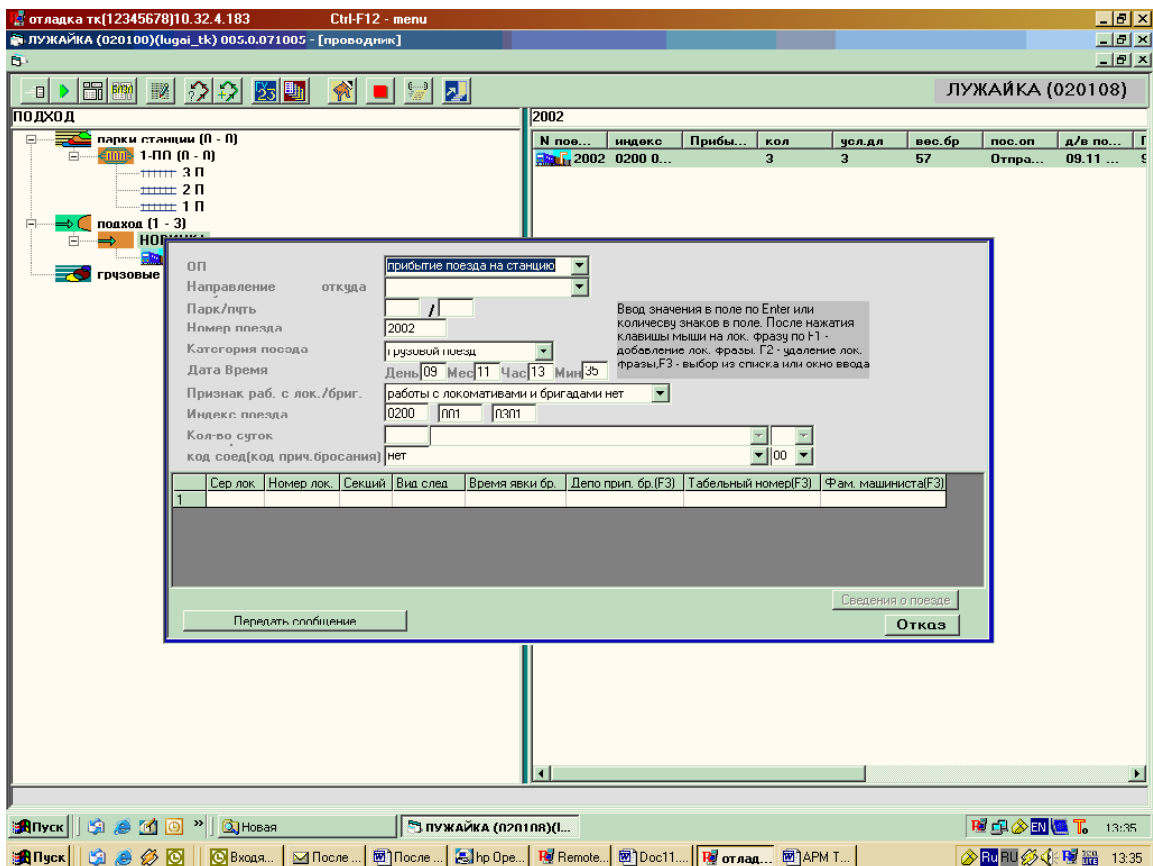 отладка тк(12345678)10.32.4.183 Ctrl-F12 - menu
ЛУЖАЙКА (020100)(lugai_tk) 005.0.071005 - [проводник]
ЛУЖАЙКА (020108)
ПОДХОД
2002
парки станции (0 - 0)
1-ПП (0 - 0)
3 П
2 П
1 П
подход (1 - 3)
грузовые
N пое... индекс Прибы... кол усл.дл вес.бр пос.оп д/в по...
2002 0200 0... 3 3 57 Отпра... 09.11 ...
ОП прибытие поезда на станцию
Направление откуда
Парк/путь /
Номер поезда 2002
Категория поезда грузовой поезд
Дата Время День 09 Мес 11 Час 13 Мин 35
Признак раб. с лок./бриг. работы с локомативами и бригадами нет
Индекс поезда 0200 001 0301
Кол-во суток
код соед(код прич.бросания) нет 00
Ввод значения в поле по Enter или
количесву знаков в поле. После нажатия
клавишы мыши на лок. фразу по F1 -
добавление лок. фразы. F2 - удаление лок.
фразы,F3 - выбор из списка или окно ввода
Сер лок Номер лок. Секций Вид след Время явки бр. Депо прип. бр.(F3) Табельный номер(F3) Фам. машиниста(F3)
1
Сведения о поезде
Передать сообщение
Отказ
Пуск » Новая ЛУЖАЙКА (020108)(l... EN 13:35
Пуск Входя... После ... После ... hp Ope... Remote... Doc11.... отлад... АРМ Т... Ru RU 13:35